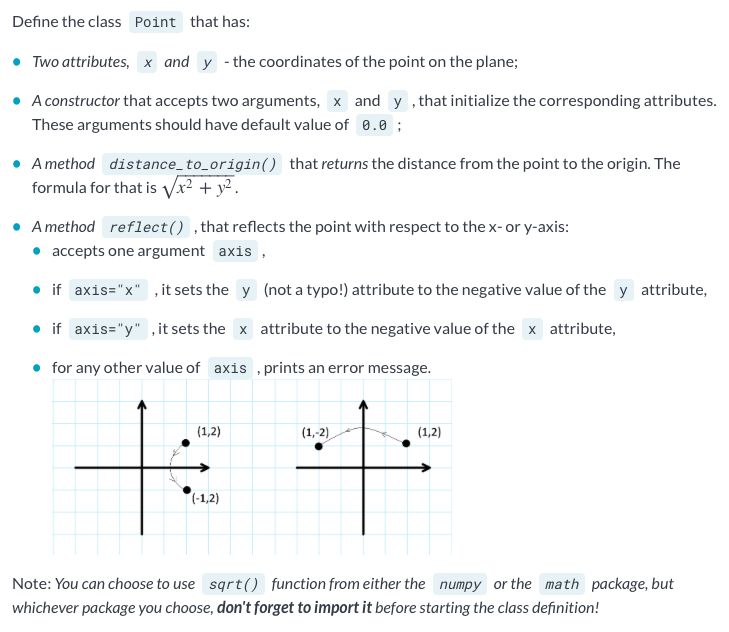 Define the class Point that has:
Two attributes, x and y - the coordinates of the point on the plane;
A constructor that accepts two arguments, x and y , that initialize the corresponding attributes.
These arguments should have default value of 0.0 ;
A method distance_to_origin() that returns the distance from the point to the origin. The
formula for that is √x² + y².
A method reflect() , that reflects the point with respect to the x- or y-axis:
accepts one argument axis ,
if axis="x" , it sets the y (not a typo!) attribute to the negative value of the y attribute,
if axis="y" , it sets the x attribute to the negative value of the x attribute,
for any other value of axis , prints an error message.
(1,2)
(-1,2)
(1,-2)
(1,2)
Note: You can choose to use sqrt() function from either the numpy or the math package, but
whichever package you choose, don't forget to import it before starting the class definition!